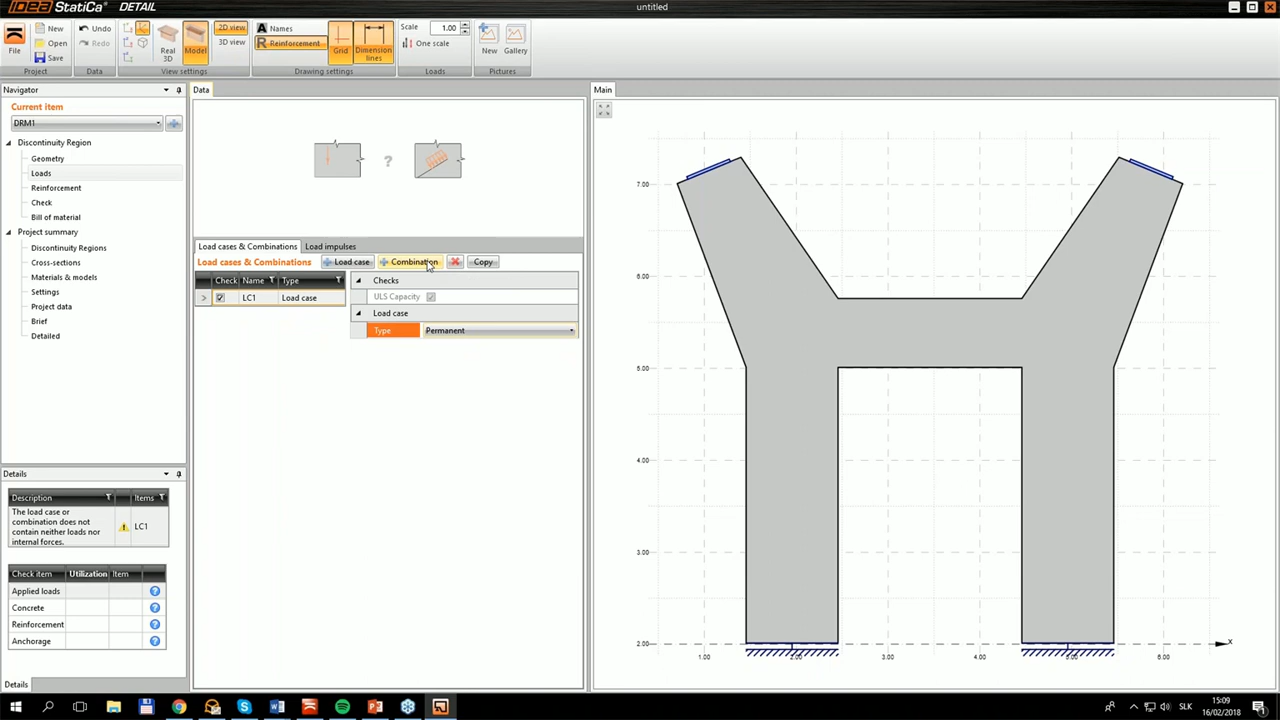 IDEA StatiCa® DETAIL
untitled
File
New
Open
Save
Project
Undo
Redo
Data
Real 3D
Model
2D view
3D view
View settings
Names
Reinforcement
Grid
Dimension lines
Drawing settings
Scale 1.00
One scale
Loads
New
Gallery
Pictures
Navigator
Current item
DRM1
Discontinuity Region
Geometry
Loads
Reinforcement
Check
Bill of material
Project summary
Discontinuity Regions
Cross-sections
Materials & models
Settings
Project data
Brief
Detailed
Details
Description Items
The load case or
combination does not
contain neither loads nor
internal forces.
LC1
Check item Utilization Item
Applied loads ?
Concrete ?
Reinforcement ?
Anchorage ?
Details
Data
?
Load cases & Combinations Load impulses
Load cases & Combinations Load case Combination Copy
Check Name Type
LC1 Load case
Checks
ULS Capacity
Load case
Type Permanent
Main
7.00
6.00
5.00
4.00
3.00
2.00
x
1.00 2.00 3.00 4.00 5.00 6.00
SLK
15:09
16/02/2018